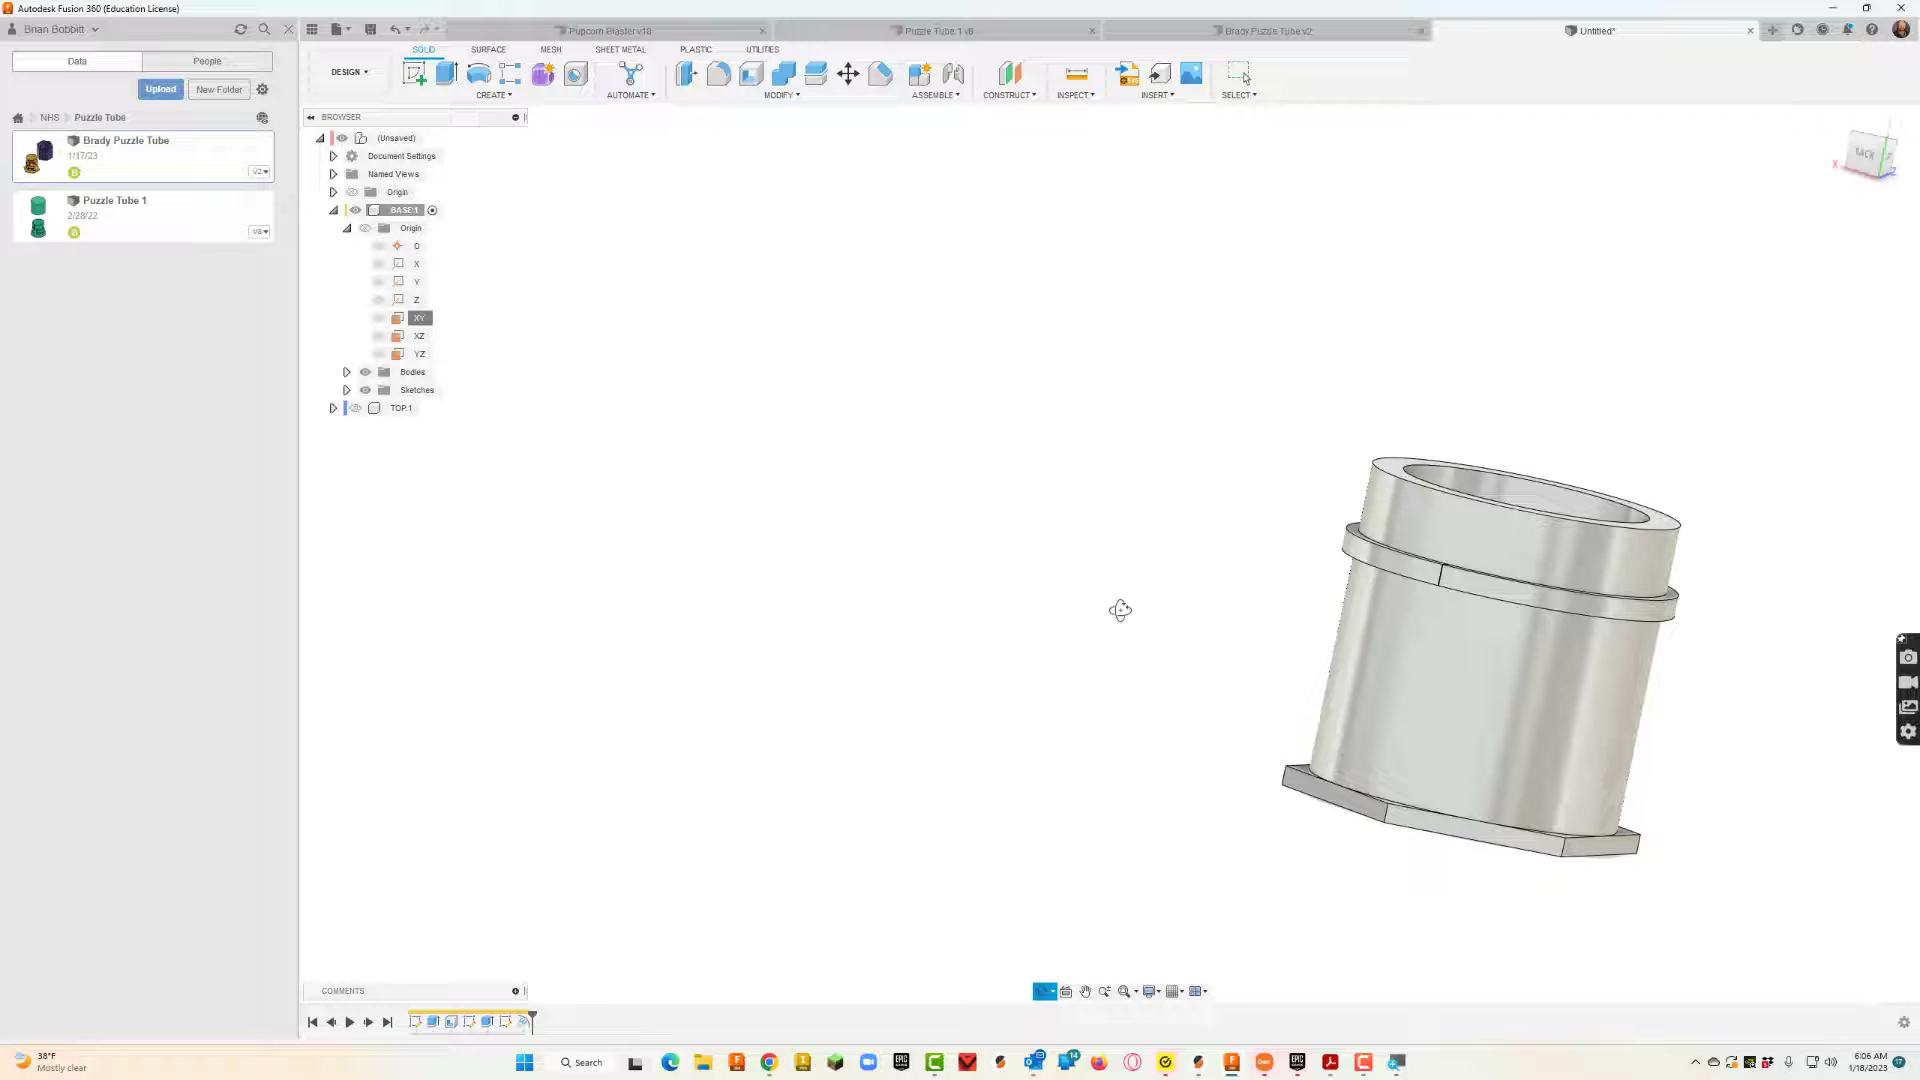 Autodesk Fusion 360 (Education License)
Brian Bobbitt
Popcorn Blaster v18
Puzzle Tube 1 v8
Brady Puzzle Tube v2
Untitled*
Data
People
Upload
New Folder
NHS
Puzzle Tube
Brady Puzzle Tube
1/17/23
V2
Puzzle Tube 1
2/28/22
V8
DESIGN
SOLID
SURFACE
MESH
SHEET METAL
PLASTIC
UTILITIES
CREATE
AUTOMATE
MODIFY
ASSEMBLE
CONSTRUCT
INSPECT
INSERT
SELECT
BROWSER
(Unsaved)
Document Settings
Named Views
Origin
BASE:1
Origin
O
X
Y
Z
XY
XZ
YZ
Bodies
Sketches
TOP:1
BACK
X
Z
COMMENTS
38°F
Mostly clear
Search
14
6:06 AM
1/18/2023
17